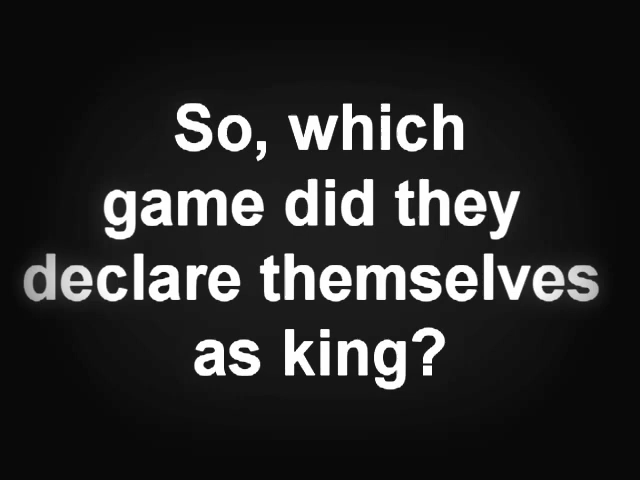 So, which
game did they
declare themselves
as king?